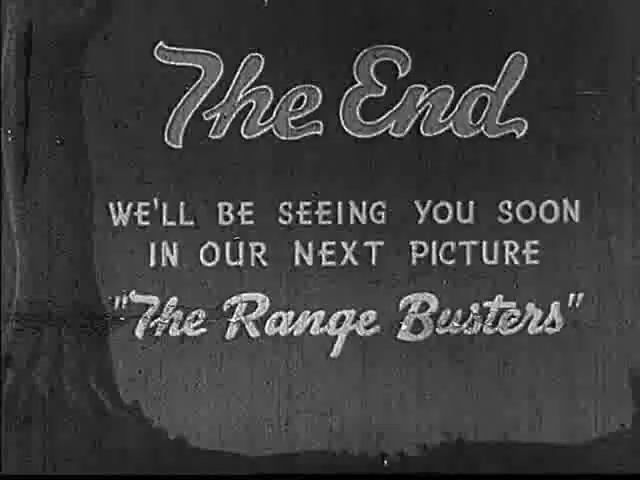 The End
WE'LL BE SEEING YOU SOON
IN OUR NEXT PICTURE
"The Range Busters"